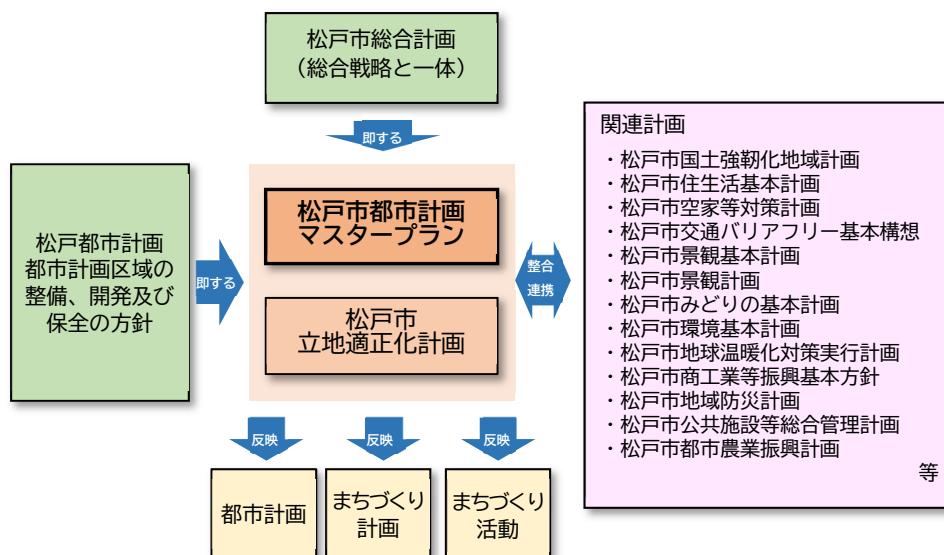 松戸市総合計画
（総合戦略と一体）
即する
松戸都市計画
都市計画区域の
整備、開発及び
保全の方針
即する
松戸市都市計画
マスタープラン
松戸市
立地適正化計画
整合
連携
関連計画
・松戸市国土強靭化地域計画
・松戸市住生活基本計画
・松戸市空家等対策計画
・松戸市交通バリアフリー基本構想
・松戸市景観基本計画
・松戸市景観計画
・松戸市みどりの基本計画
・松戸市環境基本計画
・松戸市地球温暖化対策実行計画
・松戸市商工業等振興基本方針
・松戸市地域防災計画
・松戸市公共施設等総合管理計画
・松戸市都市農業振興計画
等
反映
反映
反映
都市計画
まちづくり
計画
まちづくり
活動